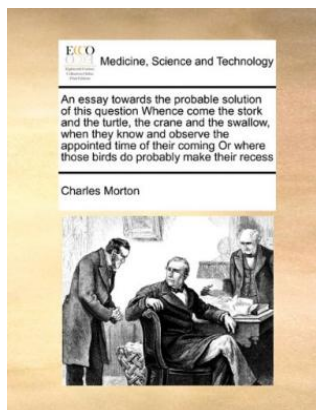 ECCO
Medicine, Science and Technology
An essay towards the probable solution
of this question Whence come the stork
and the turtle, the crane and the swallow,
when they know and observe the
appointed time of their coming Or where
those birds do probably make their recess
Charles Morton